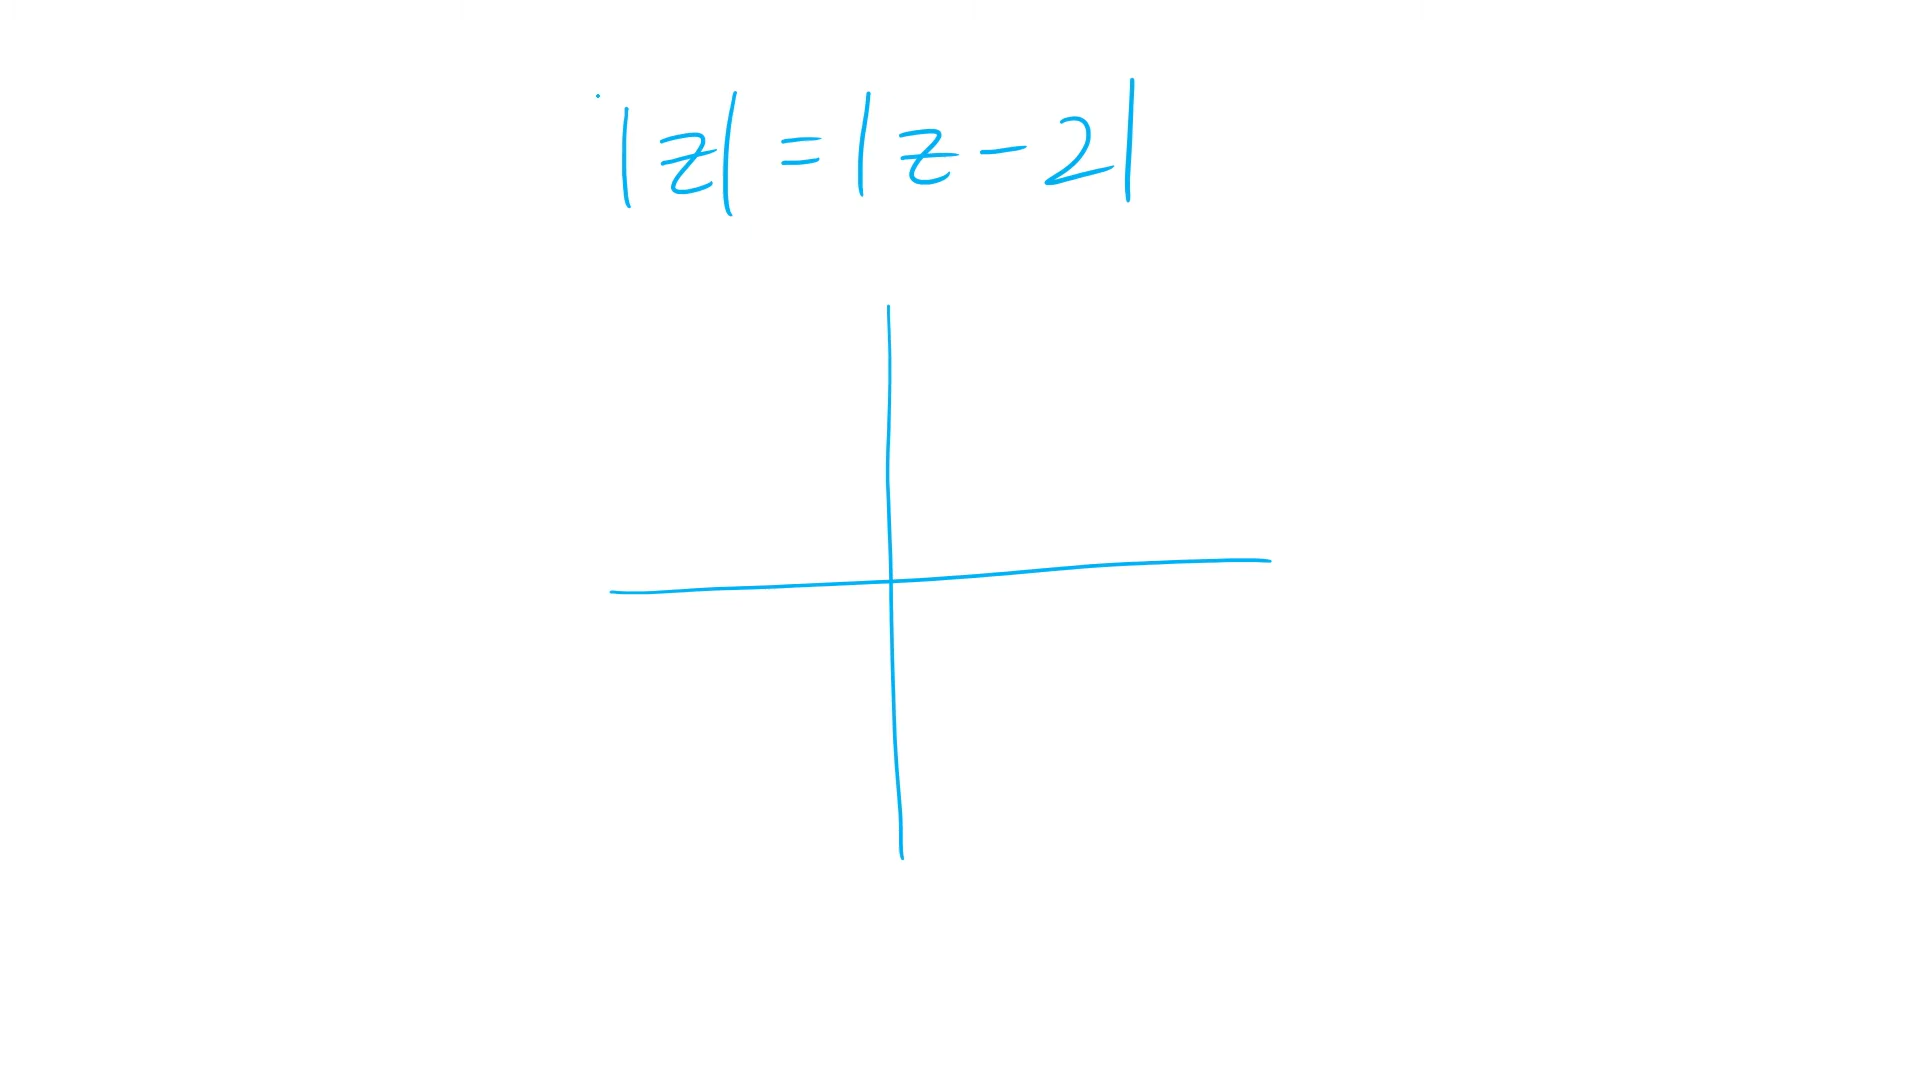 |z| = |z - 2|